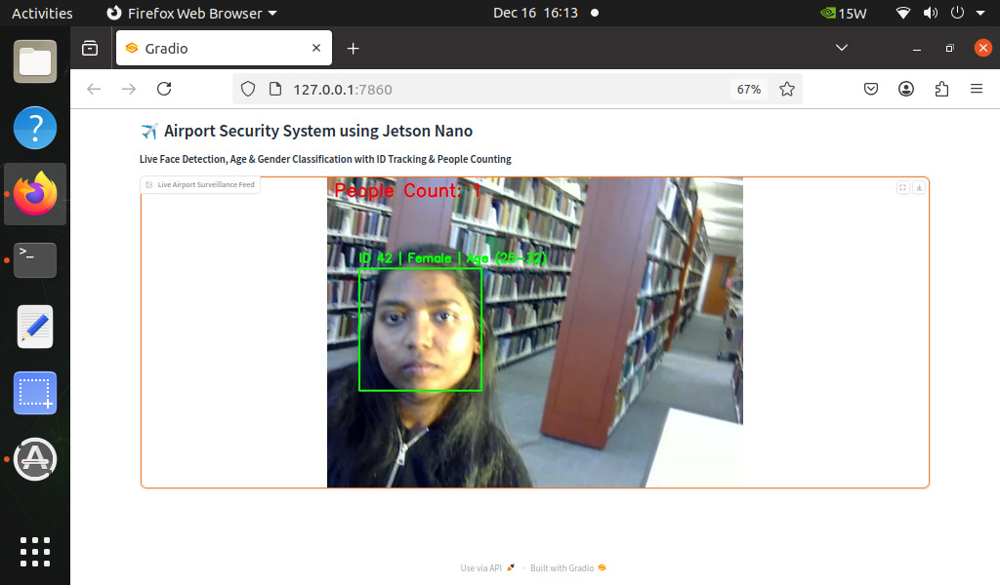 Activities
Firefox Web Browser
Dec 16 16:13
15W
Gradio
127.0.0.1:7860
67%
✈️ Airport Security System using Jetson Nano
Live Face Detection, Age & Gender Classification with ID Tracking & People Counting
Live Airport Surveillance Feed
People Count: 1
ID 42 | Female | Age (25-32)
Use via API · Built with Gradio